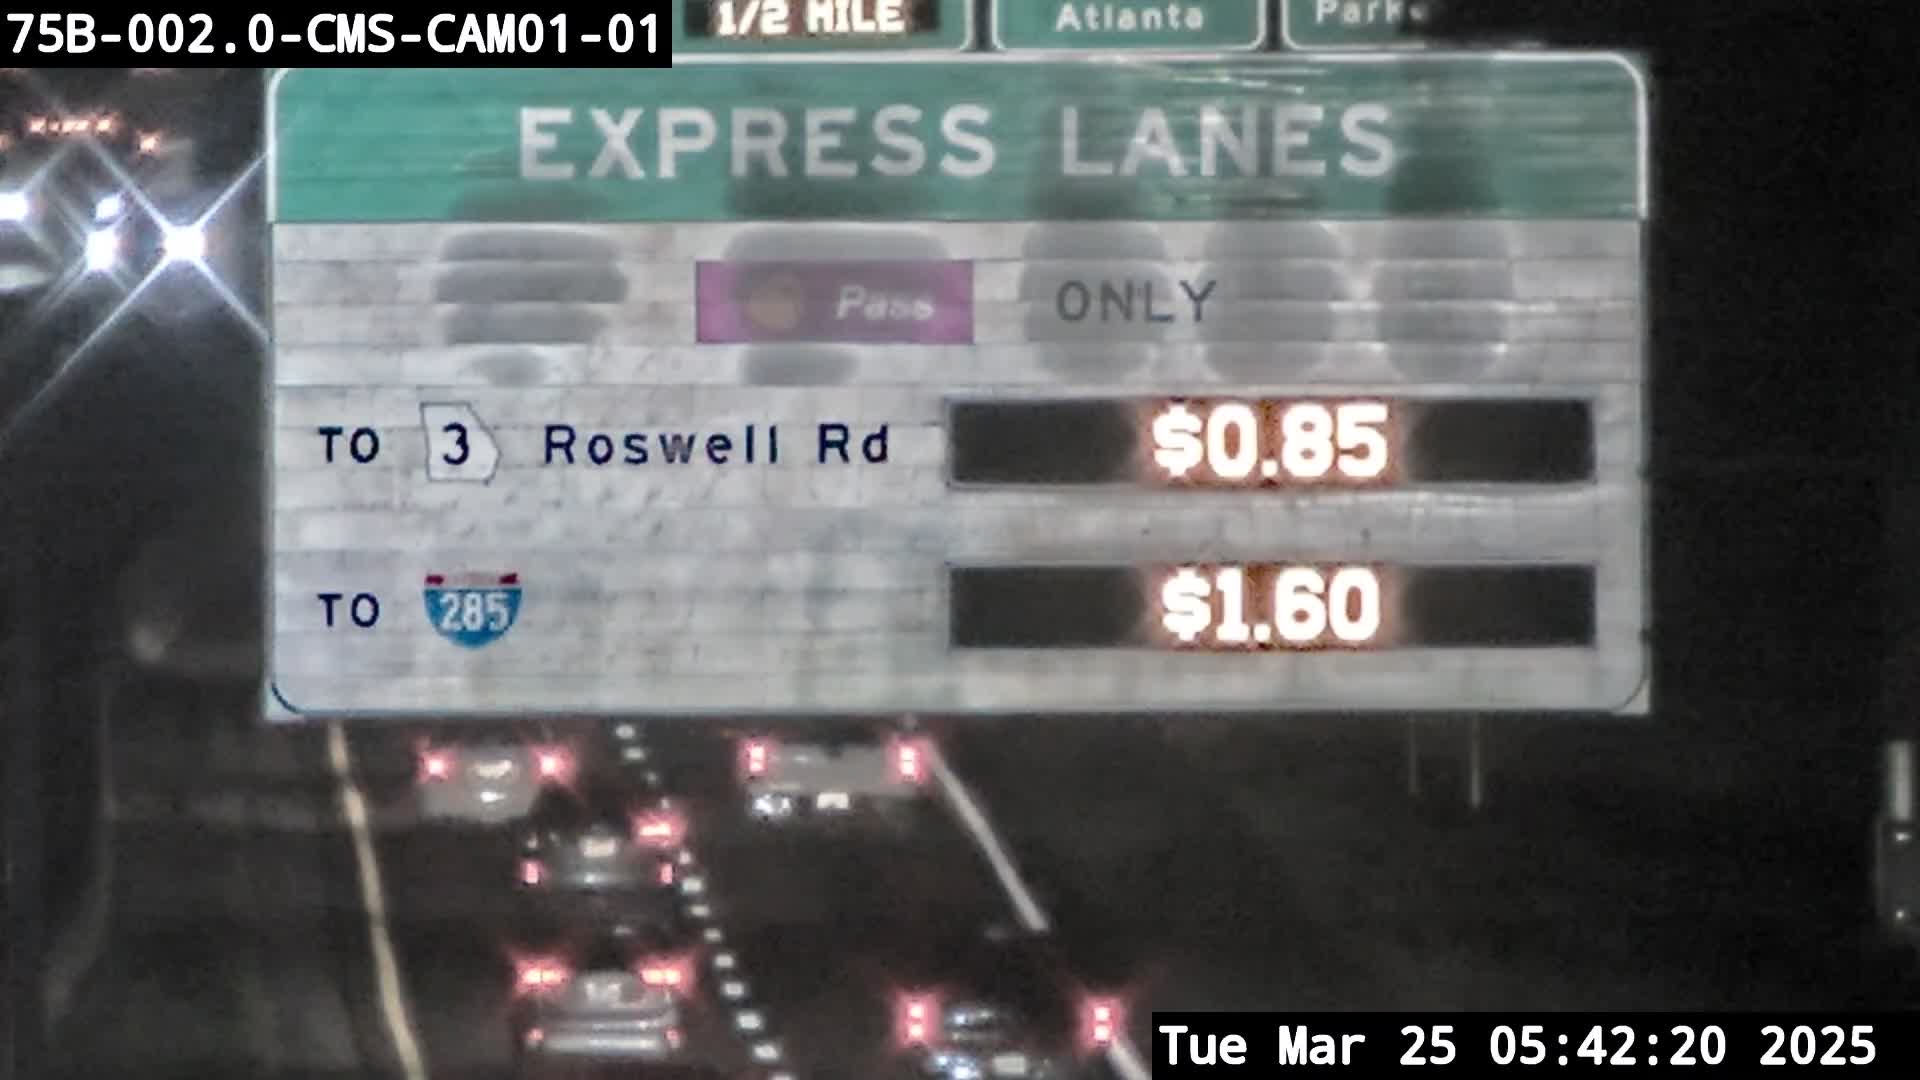 75B-002.0-CMS-CAM01-01
1/2 MILE
Atlanta
EXPRESS LANES
Pass ONLY
TO 3 Roswell Rd $0.85
TO 285 $1.60
Tue Mar 25 05:42:20 2025